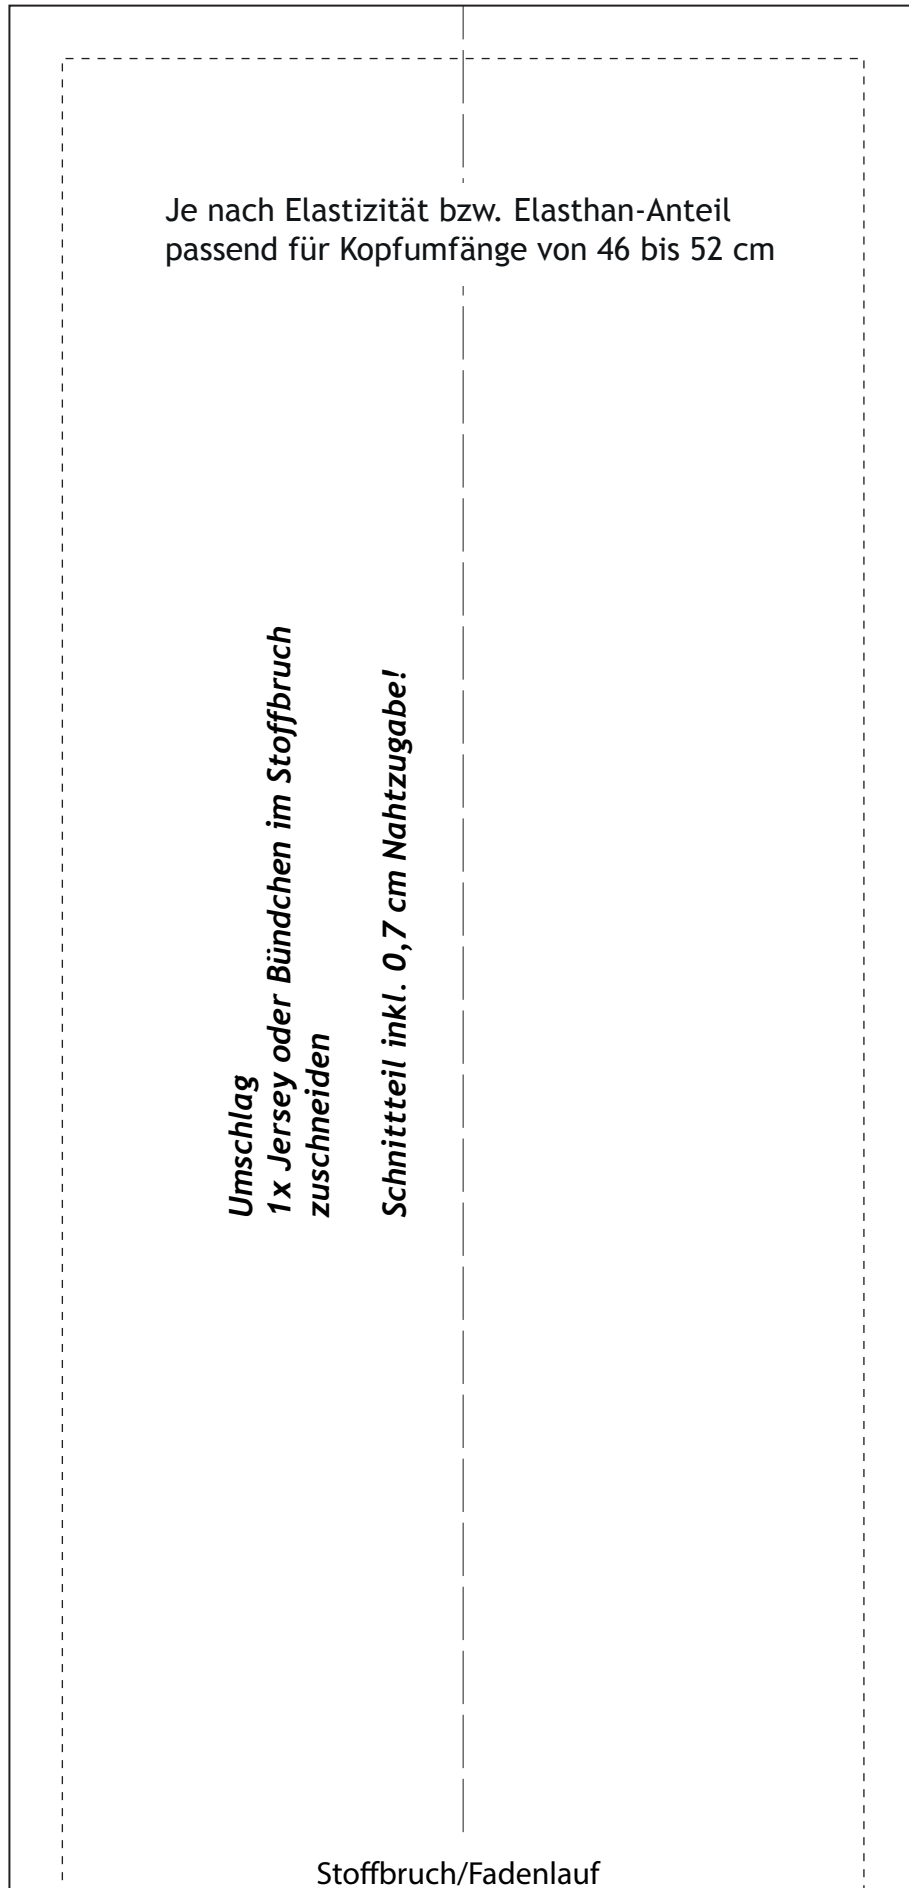 Je nach Elastizität bzw. Elasthan-Anteil
passend für Kopfumfänge von 46 bis 52 cm
Umschlag
1x Jersey oder Bündchen im Stoffbruch
zuschneiden
Schnittteil inkl. 0,7 cm Nahtzugabe!
Stoffbruch/Fadenlauf